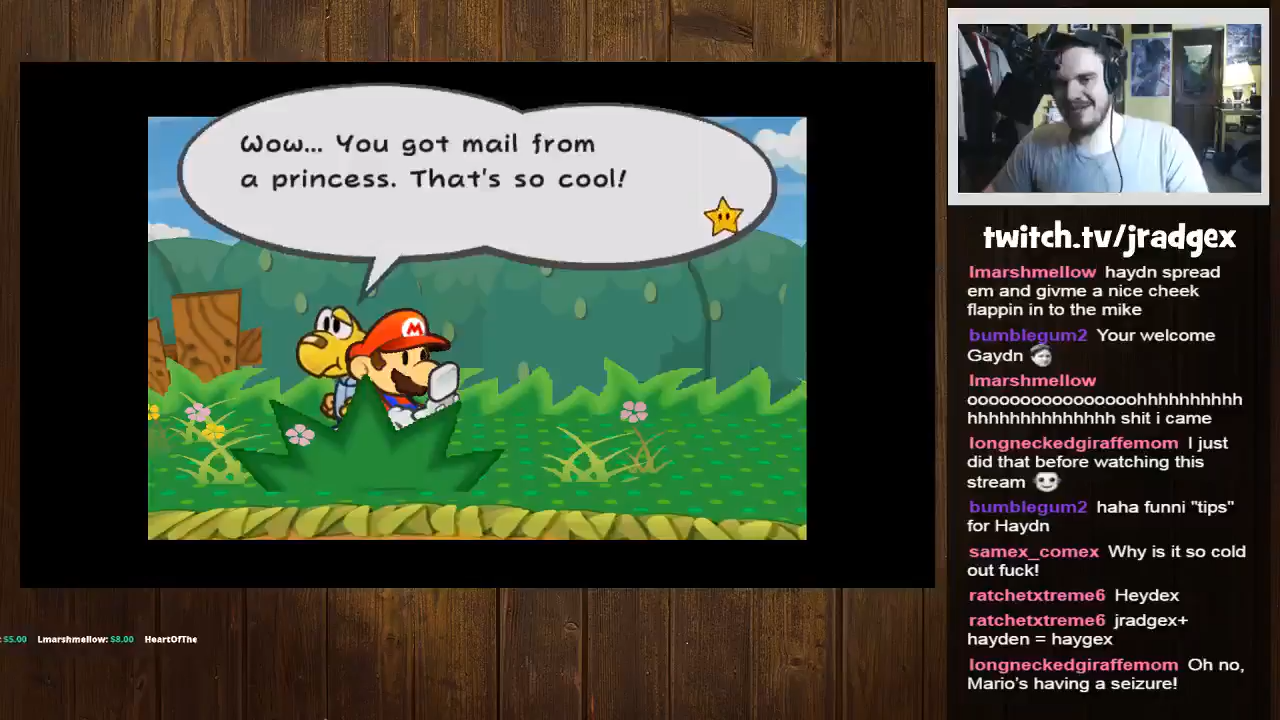 Wow... You got mail from
a princess. That's so cool!
M
twitch.tv/jradgex
lmarshmellow haydn spread
em and givme a nice cheek
flappin in to the mike
bumblegum2 Your welcome
Gaydn
lmarshmellow
oooooooooooooooohhhhhhhhhh
hhhhhhhhhhhhhh shit i came
longneckedgiraffemom I just
did that before watching this
stream
bumblegum2 haha funni "tips"
for Haydn
samex_comex Why is it so cold
out fuck!
ratchetxtreme6 Heydex
ratchetxtreme6 jradgex+
hayden = haygex
longneckedgiraffemom Oh no,
Mario's having a seizure!
: $5.00 Lmarshmellow: $8.00 HeartOfThe